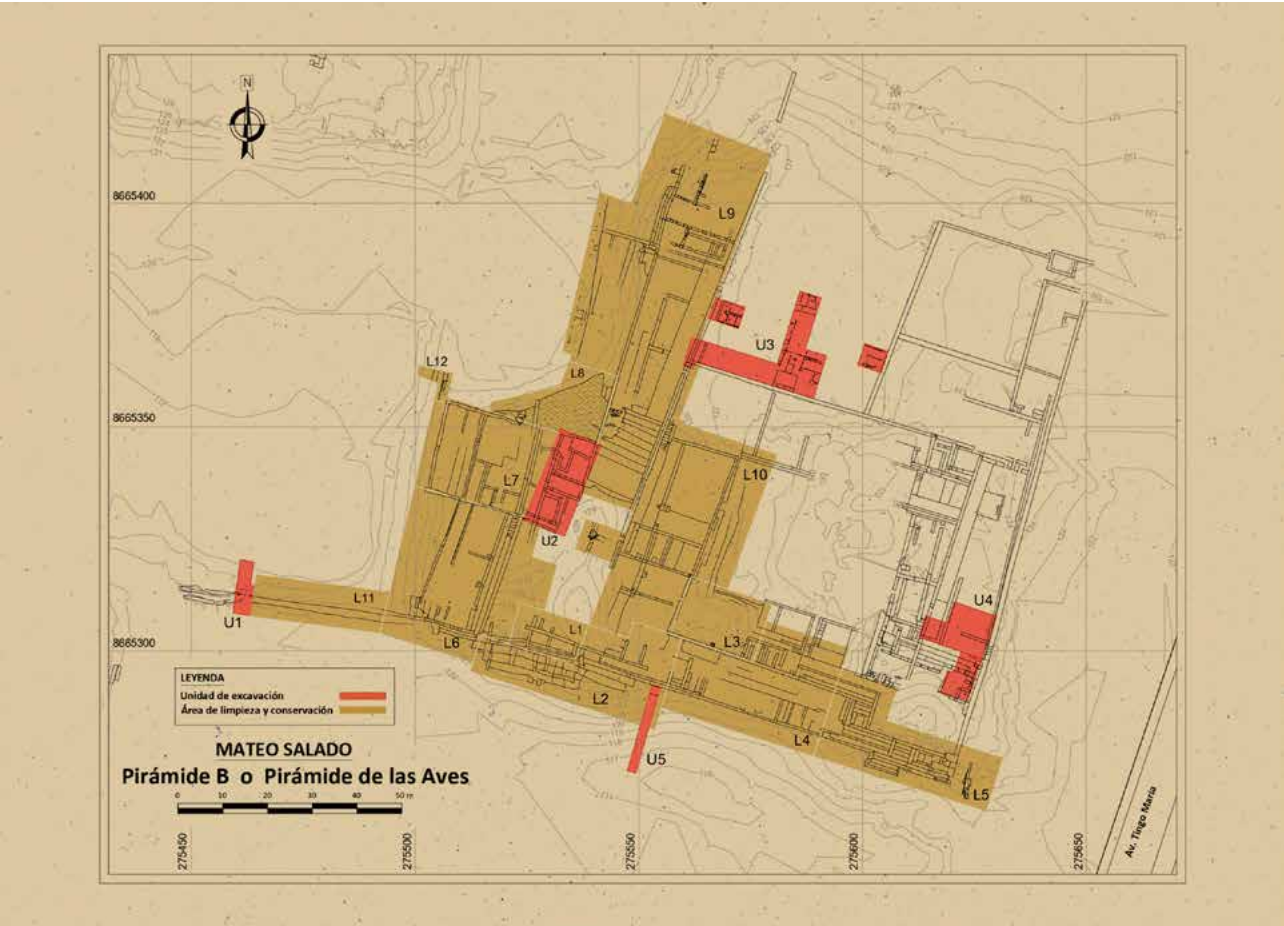 N
8665400
L9
U3
L12
L8
8665350
L7
L10
U2
U4
L11
U1
L1
L3
8665300
L6
LEYENDA
Unidad de excavación
Área de limpieza y conservación
L2
L4
U5
MATEO SALADO
Pirámide B o Pirámide de las Aves
L5
0 10 20 30 40 50 m
275450
275500
275550
275600
275650
Av. Tingo María